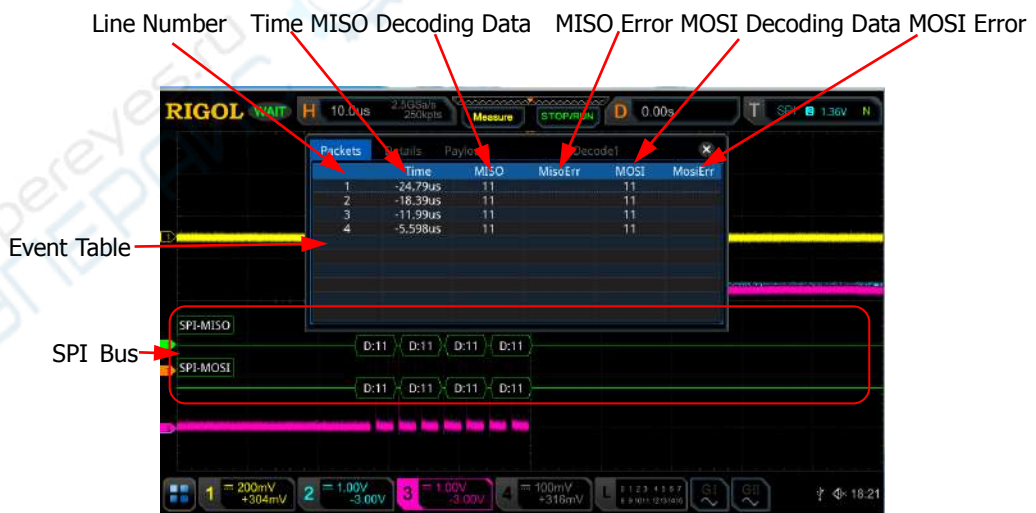 Line Number Time MISO Decoding Data MISO Error MOSI Decoding Data MOSI Error
RIGOL WAIT H 10.0us 2.5GSa/s 250kpts Measure STOP/RUN D 0.00s T SPI 1.36V N
Packets Details Decode1
Time MISO MisoErr MOSI MosiErr
1 -24.79us 11 11
2 -18.39us 11 11
3 -11.99us 11 11
4 -5.598us 11 11
Event Table
SPI-MISO
D:11 D:11 D:11 D:11
SPI Bus
SPI-MOSI
D:11 D:11 D:11 D:11
1 200mV +304mV 2 1.00V -3.00V 3 1.00V -3.00V 4 100mV +316mV L GI GII 18:21